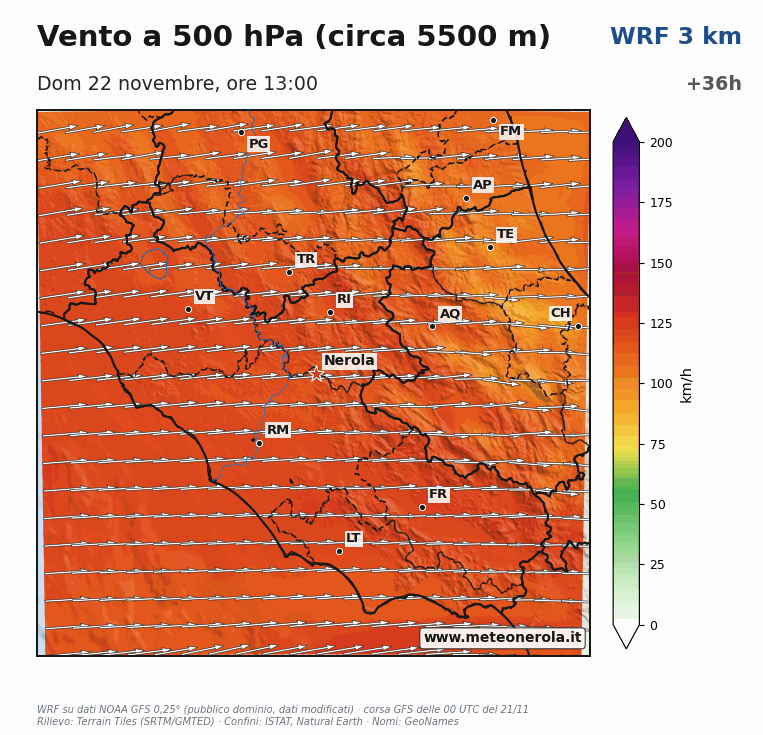 Vento a 500 hPa (circa 5500 m)
WRF 3 km
Dom 22 novembre, ore 13:00
+36h
FM
PG
AP
TE
TR
VT
RI
AQ
CH
Nerola
RM
FR
LT
www.meteonerola.it
200
175
150
125
100
75
50
25
0
km/h
WRF su dati NOAA GFS 0,25° (pubblico dominio, dati modificati) · corsa GFS delle 00 UTC del 21/11
Rilievo: Terrain Tiles (SRTM/GMTED) · Confini: ISTAT, Natural Earth · Nomi: GeoNames